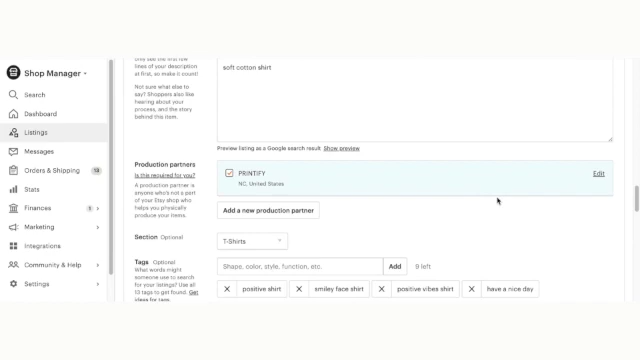 Shop Manager
Search
Dashboard
Listings
Messages
Orders & Shipping 13
Stats
Finances 1
Marketing
Integrations
Community & Help
Settings
only see the first few
lines of your description
at first, so make it count!
Not sure what else to
say? Shoppers also like
hearing about your
process, and the story
behind this item.
soft cotton shirt
Preview listing as a Google search result Show preview
Production partners
Is this required for you?
A production partner is
anyone who's not a part
of your Etsy shop who
helps you physically
produce your items.
PRINTIFY
NC, United States
Edit
Add a new production partner
Section Optional
T-Shirts
Tags Optional
What words might
someone use to search
for your listings? Use all
13 tags to get found. Get
ideas for tags.
Shape, color, style, function, etc.
Add
9 left
positive shirt
smiley face shirt
positive vibes shirt
have a nice day